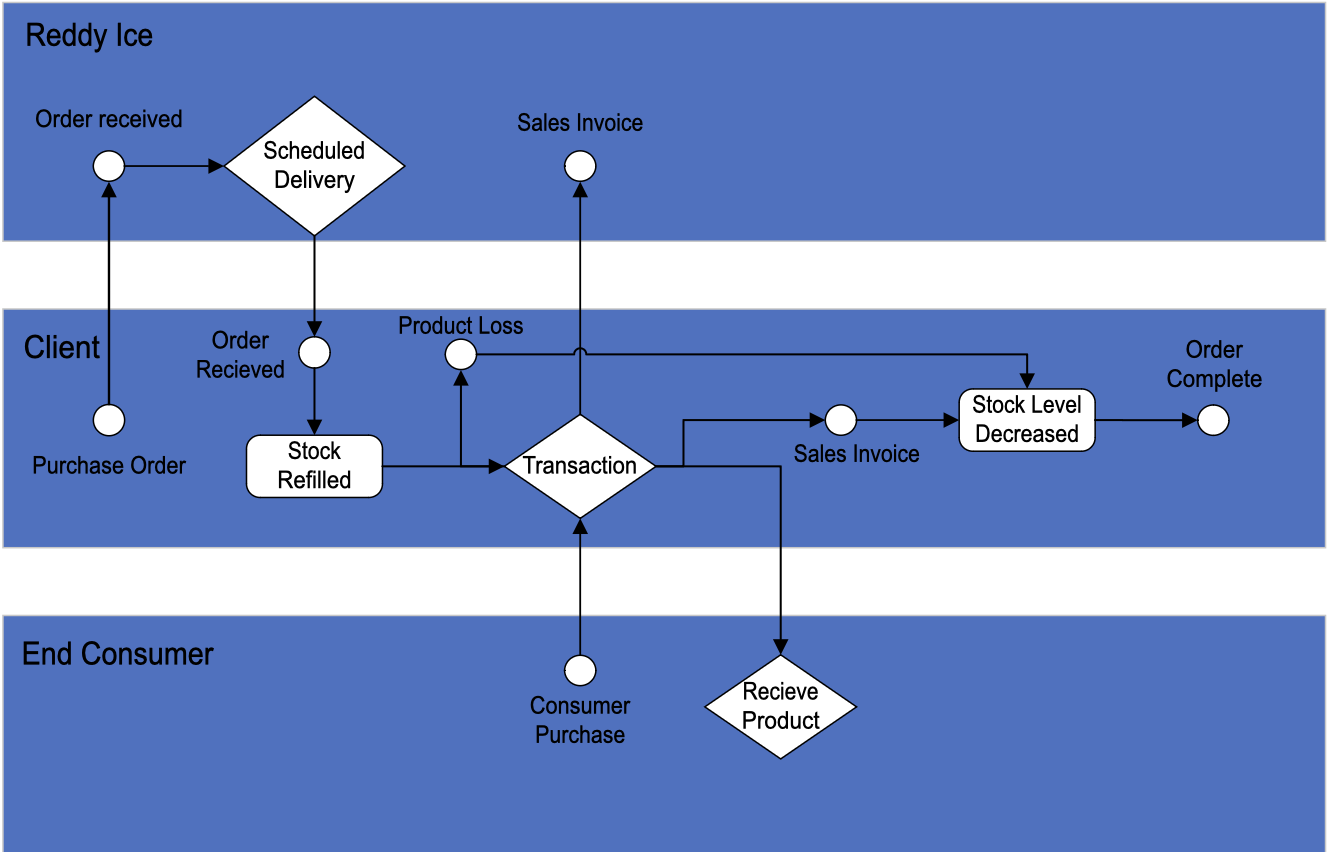 Reddy Ice
Order received
Scheduled
Delivery
Sales Invoice
Client
Order
Recieved
Product Loss
Order
Complete
Purchase Order
Stock
Refilled
Transaction
Sales Invoice
Stock Level
Decreased
End Consumer
Consumer
Purchase
Recieve
Product